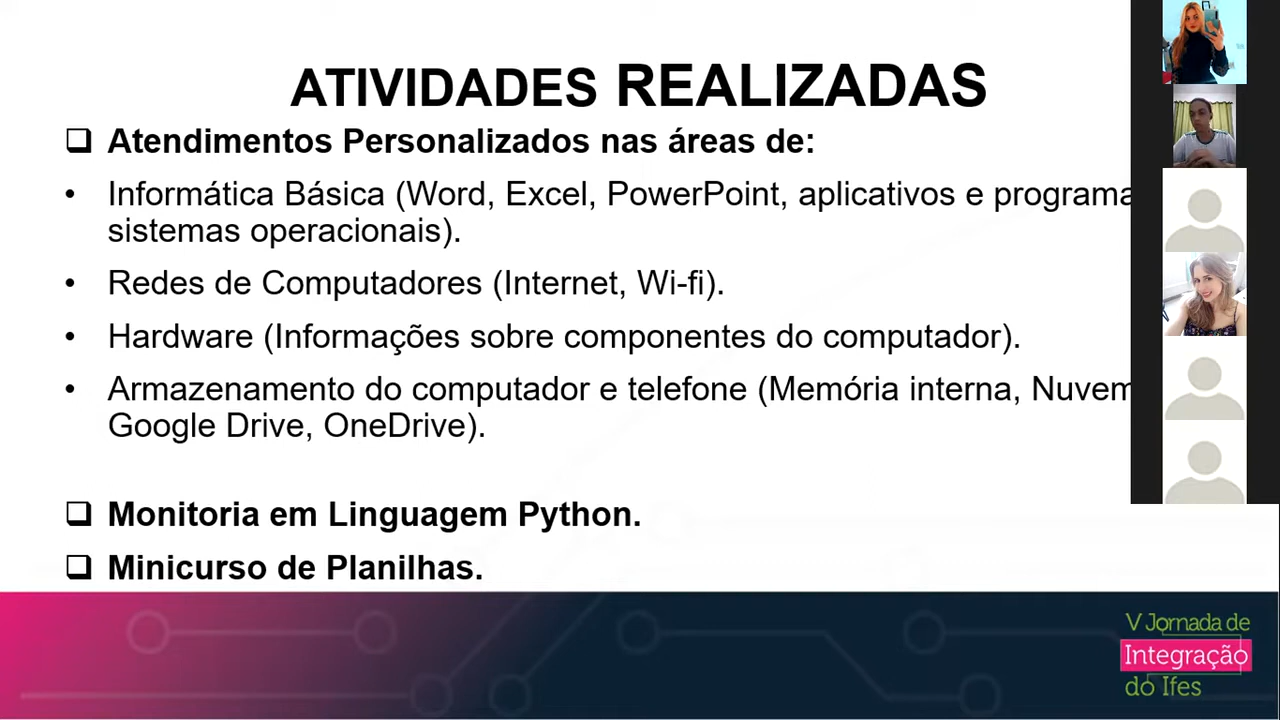 ATIVIDADES REALIZADAS
❑ Atendimentos Personalizados nas áreas de:
• Informática Básica (Word, Excel, PowerPoint, aplicativos e programa
sistemas operacionais).
• Redes de Computadores (Internet, Wi-fi).
• Hardware (Informações sobre componentes do computador).
• Armazenamento do computador e telefone (Memória interna, Nuvem
Google Drive, OneDrive).
❑ Monitoria em Linguagem Python.
❑ Minicurso de Planilhas.
V Jornada de
Integração
do Ifes